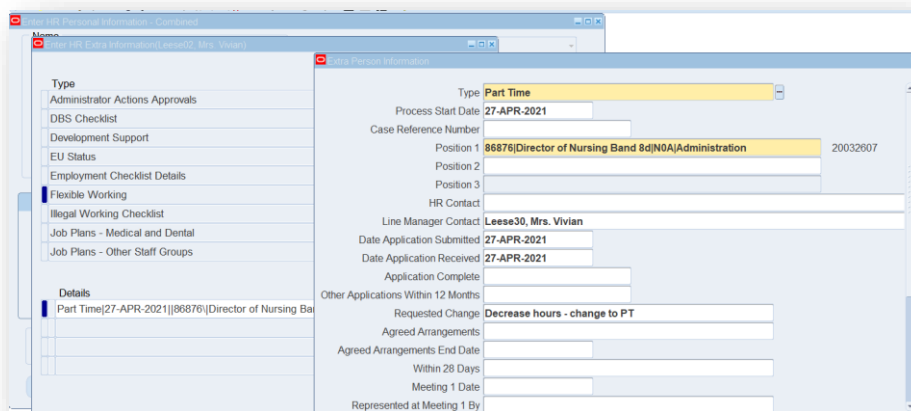 Enter HR Personal Information - Combined
Name
Enter HR Extra Information(Leese02, Mrs. Vivian)
Type
Administrator Actions Approvals
DBS Checklist
Development Support
EU Status
Employment Checklist Details
Flexible Working
Illegal Working Checklist
Job Plans - Medical and Dental
Job Plans - Other Staff Groups
Details
Part Time|27-APR-2021||86876\|Director of Nursing Ba
Extra Person Information
Type Part Time
Process Start Date 27-APR-2021
Case Reference Number
Position 1 86876|Director of Nursing Band 8d|N0A|Administration 20032607
Position 2
Position 3
HR Contact
Line Manager Contact Leese30, Mrs. Vivian
Date Application Submitted 27-APR-2021
Date Application Received 27-APR-2021
Application Complete
Other Applications Within 12 Months
Requested Change Decrease hours - change to PT
Agreed Arrangements
Agreed Arrangements End Date
Within 28 Days
Meeting 1 Date
Represented at Meeting 1 By